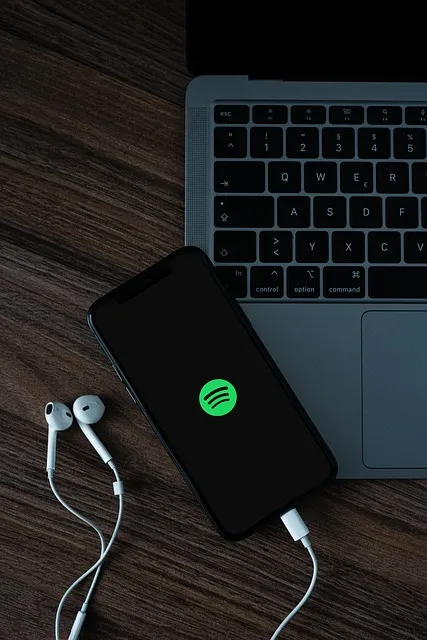 esc
° ^ ! 1 " 2 § 3 $ 4 % 5
Q W E € R
A S D F
> < Y X C V
fn ^ control ⌥ option ⌘ command